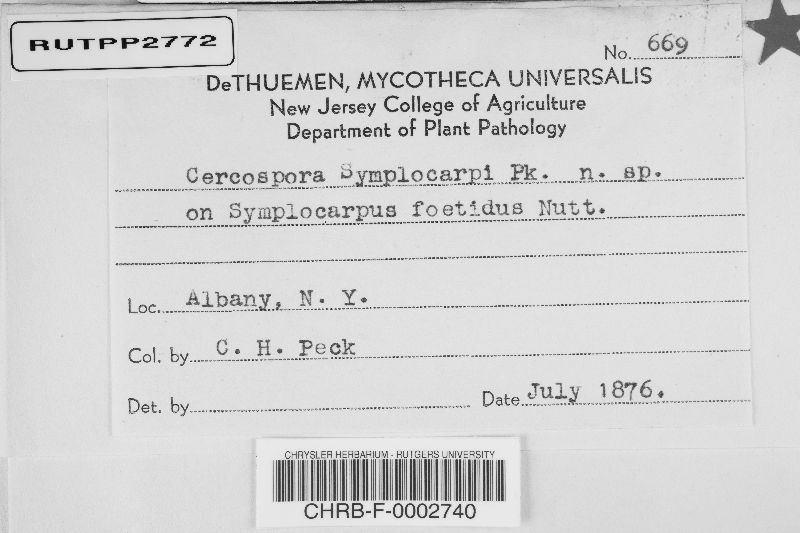 RUTPP2772
No. 669
DeTHUEMEN, MYCOTHECA UNIVERSALIS
New Jersey College of Agriculture
Department of Plant Pathology
Cercospora Symplocarpi Pk. n. sp.
on Symplocarpus foetidus Nutt.
Loc. Albany, N. Y.
Col. by C. H. Peck
Det. by Date July 1876.
CHRYSLER HERBARIUM - RUTGERS UNIVERSITY
CHRB-F-0002740